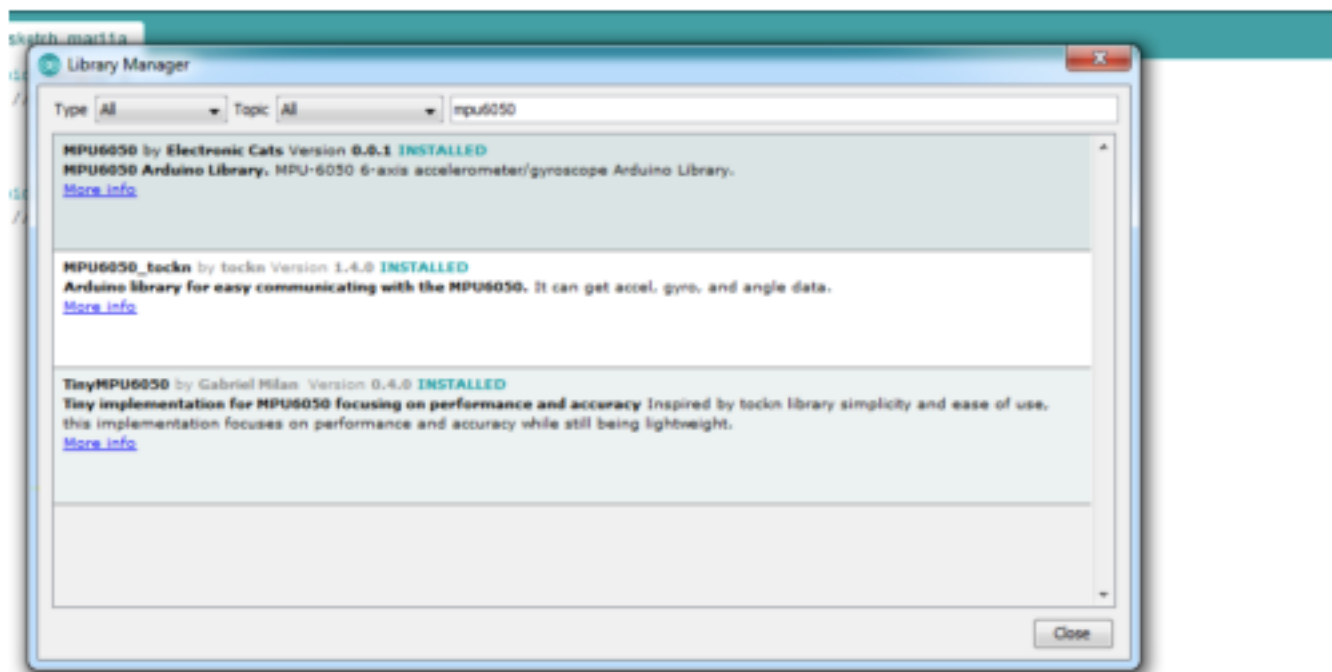 sketch_mar11a
Library Manager
Type All Topic All mpu6050
MPU6050 by Electronic Cats Version 0.0.1 INSTALLED
MPU6050 Arduino Library. MPU-6050 6-axis accelerometer/gyroscope Arduino Library.
More info
//
MPU6050_tockn by tockn Version 1.4.0 INSTALLED
Arduino library for easy communicating with the MPU6050. It can get accel, gyro, and angle data.
More info
TinyMPU6050 by Gabriel Milan Version 0.4.0 INSTALLED
Tiny implementation for MPU6050 focusing on performance and accuracy Inspired by tockn library simplicity and ease of use,
this implementation focuses on performance and accuracy while still being lightweight.
More info
Close